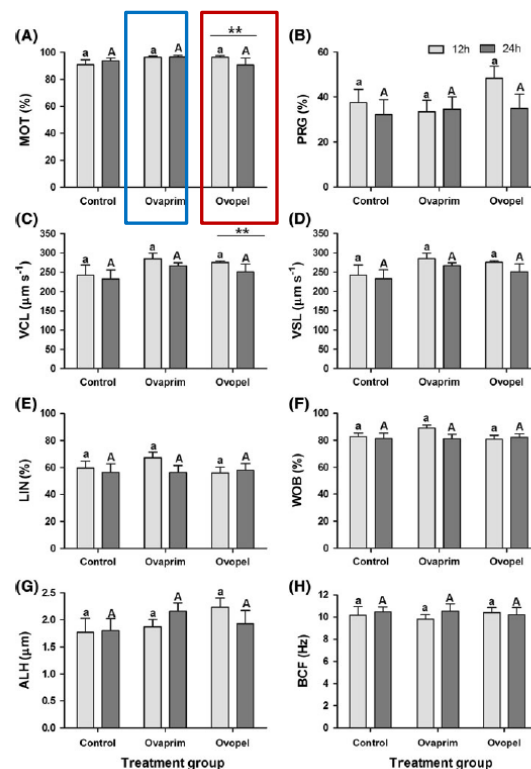 (A)
**
a A a A a A
MOT (%)
100
80
60
40
20
0
Control Ovaprim Ovopel
(B)
12h 24h
a A a A a A
PRG (%)
60
40
20
0
Control Ovaprim Ovopel
(C)
**
a A a A a A
VCL (µm s⁻¹)
350
300
250
200
150
100
50
0
Control Ovaprim Ovopel
(D)
a A a A a A
VSL (µm s⁻¹)
350
300
250
200
150
100
50
0
Control Ovaprim Ovopel
(E)
a A a A a A
LIN (%)
100
80
60
40
20
0
Control Ovaprim Ovopel
(F)
a A a A a A
WOB (%)
100
80
60
40
20
0
Control Ovaprim Ovopel
(G)
a A a A a A
ALH (µm)
2.5
2.0
1.5
1.0
0.5
0.0
Control Ovaprim Ovopel
Treatment group
(H)
a A a A a A
BCF (Hz)
14
12
10
8
6
4
2
0
Control Ovaprim Ovopel
Treatment group